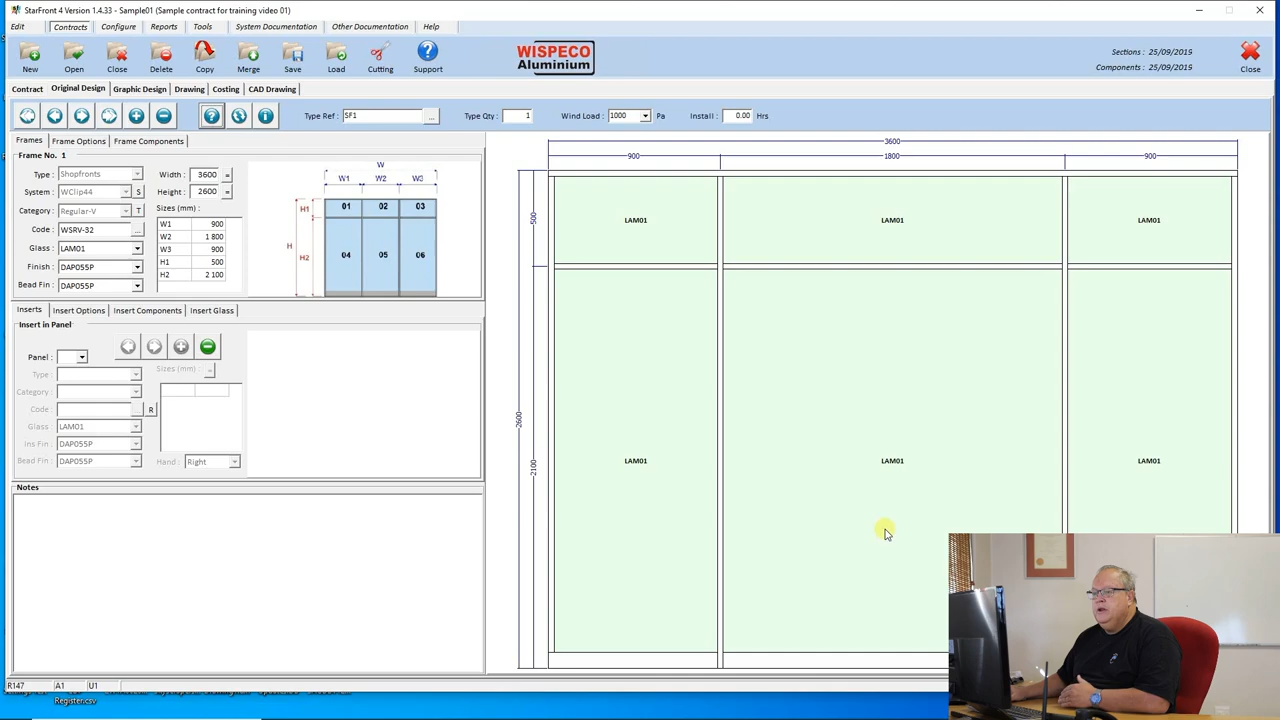 StarFront 4 Version 1.4.33 - Sample01 (Sample contract for training video 01)
Edit Contracts Configure Reports Tools System Documentation Other Documentation Help
New Open Close Delete Copy Merge Save Load Cutting Support
WISPECO
Aluminium
Sections : 25/09/2019
Components : 25/09/2019
Close
Contract Original Design Graphic Design Drawing Costing CAD Drawing
Type Ref : SF1 ... Type Qty : 1 Wind Load : 1000 Pa Install : 0.00 Hrs
Frames Frame Options Frame Components
Frame No. 1
Type : Shopfronts
System : WClip44 S
Category : Regular-V T
Code : WSRV-32 ...
Glass : LAM01
Finish : DAP055P
Bead Fin : DAP055P
Width : 3600 =
Height : 2600 =
Sizes (mm) :
W1 900
W2 1 800
W3 900
H1 500
H2 2 100
W
W1 W2 W3
H1 01 02 03
H
H2 04 05 06
Inserts Insert Options Insert Components Insert Glass
Insert in Panel
Panel :
Type :
Category :
Code : R
Glass : LAM01
Ins Fin : DAP055P
Bead Fin : DAP055P
Sizes (mm) :
Hand : Right
Notes
3600
900 1800 900
500
LAM01 LAM01 LAM01
2600
2100
LAM01 LAM01 LAM01
R147 A1 U1
Register.csv